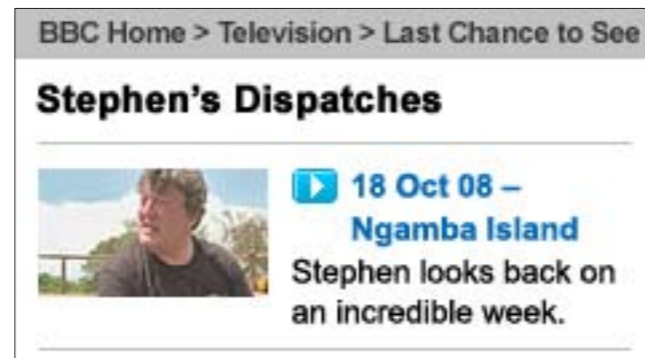 BBC Home > Television > Last Chance to See
Stephen's Dispatches
18 Oct 08 –
Ngamba Island
Stephen looks back on
an incredible week.